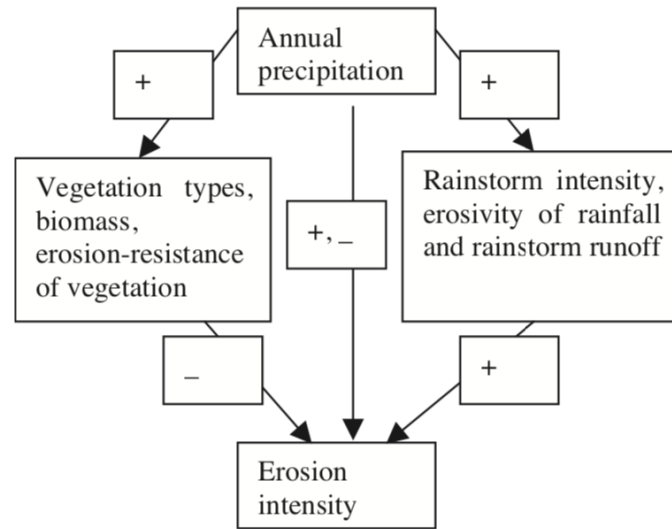 Annual
precipitation
+
+
Vegetation types,
biomass,
erosion-resistance
of vegetation
+, _
Rainstorm intensity,
erosivity of rainfall
and rainstorm runoff
_
+
Erosion
intensity